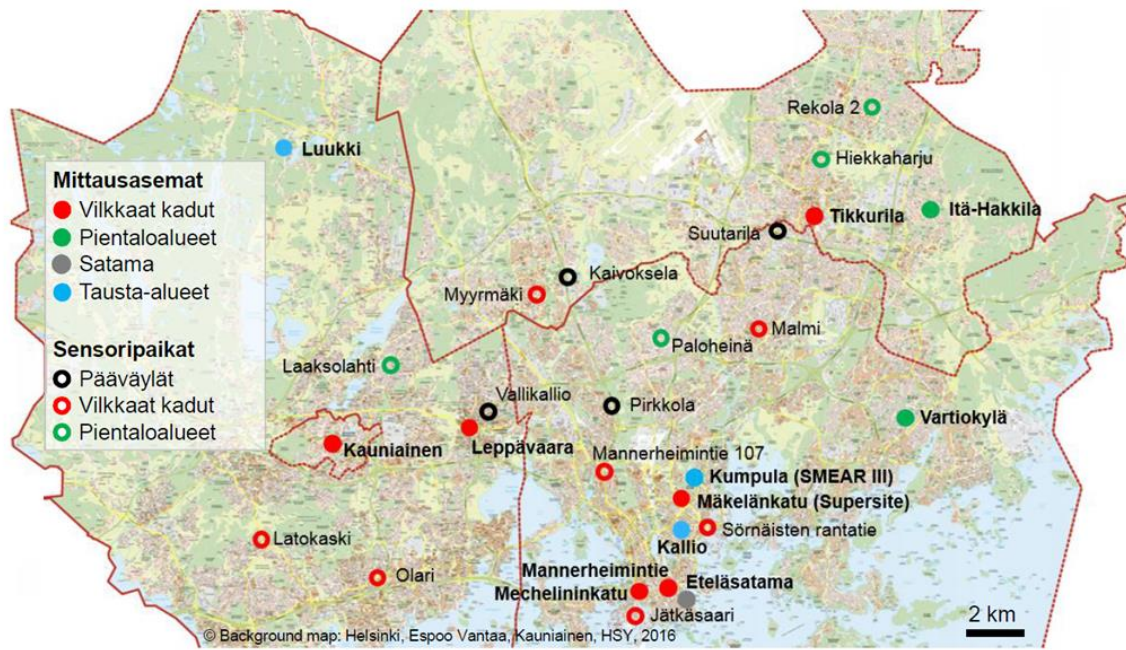 Rekola 2
Luukki
Hiekkaharju
Mittausasemat
Vilkkaat kadut
Pientaloalueet
Satama
Tausta-alueet
Itä-Hakkila
Tikkurila
Suutarila
Kaivoksela
Myyrmäki
Malmi
Paloheinä
Sensoripaikat
Pääväylät
Vilkkaat kadut
Pientaloalueet
Laaksolahti
Vallikallio
Pirkkola
Vartiokylä
Kauniainen
Leppävaara
Mannerheimintie 107
Kumpula (SMEAR III)
Mäkelänkatu (Supersite)
Sörnäisten rantatie
Latokaski
Kallio
Mannerheimintie
Olari
Eteläsatama
Mechelininkatu
Jätkäsaari
2 km
© Background map: Helsinki, Espoo Vantaa, Kauniainen, HSY, 2016